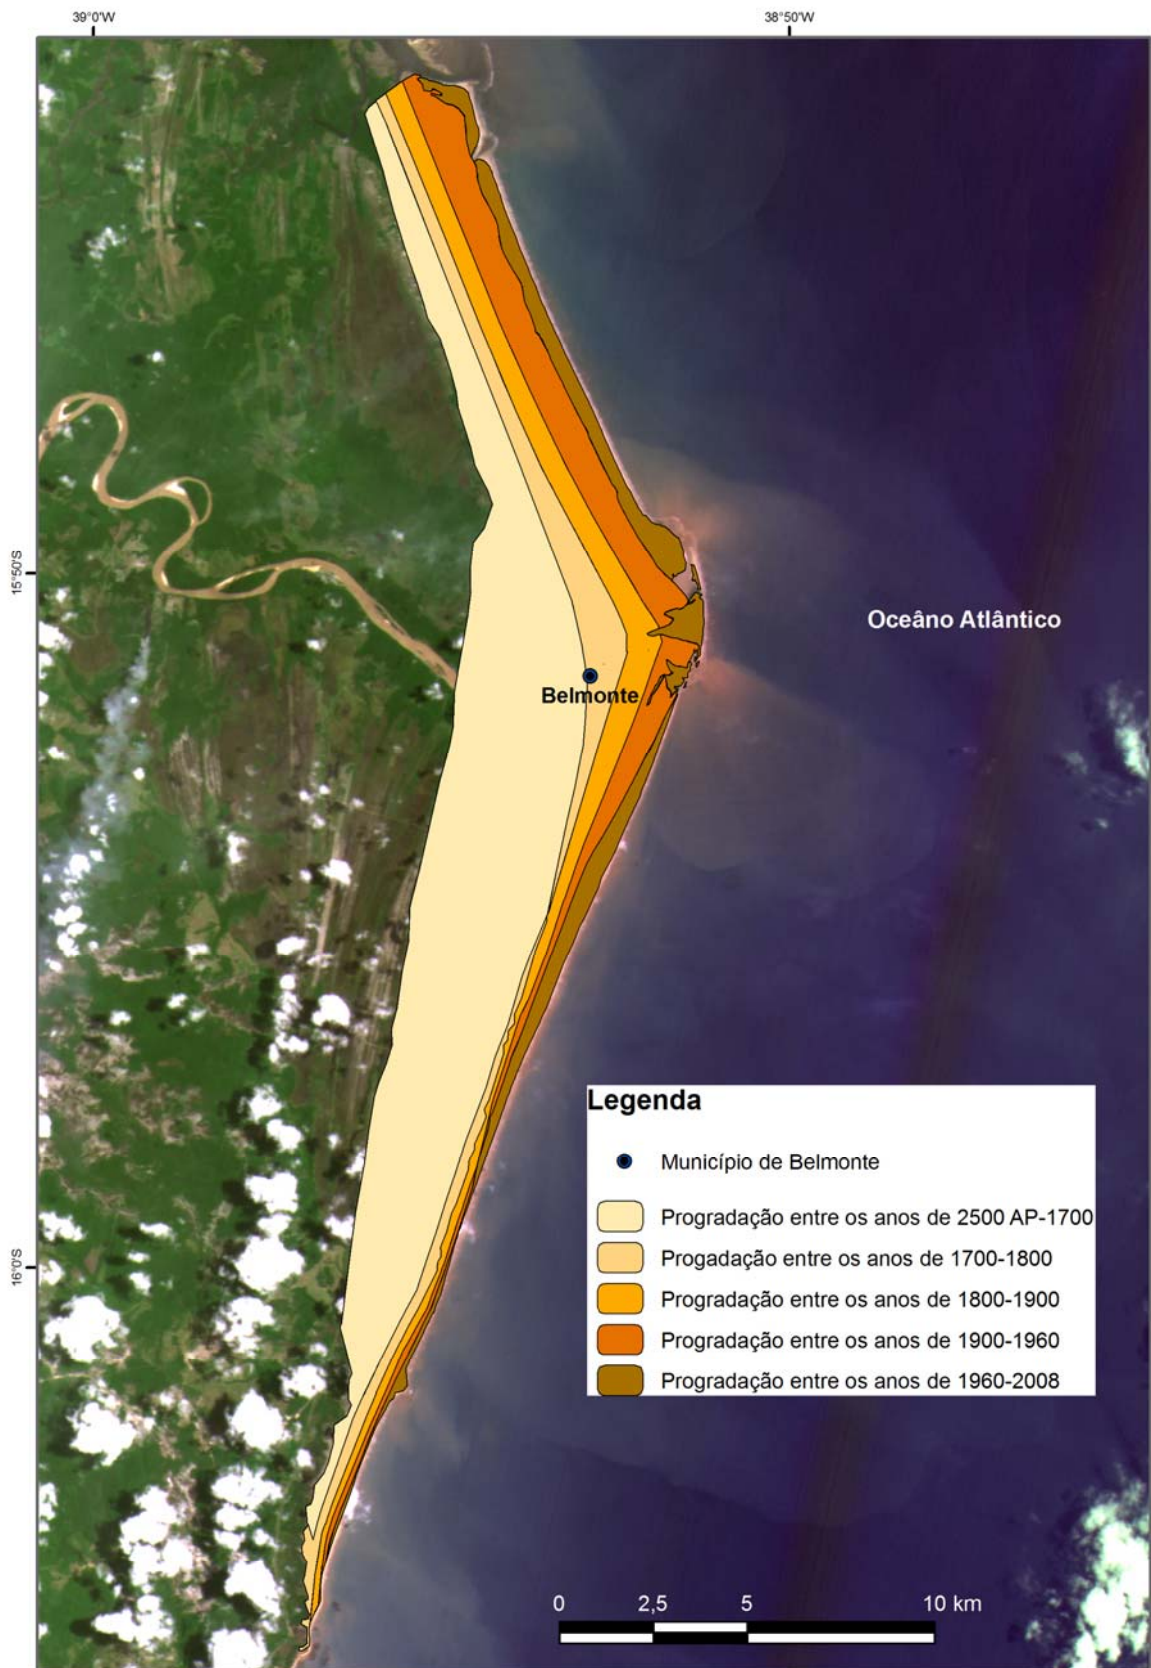 39°0'W
38°50'W
15°50'S
Oceâno Atlântico
Belmonte
Legenda
Município de Belmonte
Progradação entre os anos de 2500 AP-1700
Progadação entre os anos de 1700-1800
Progradação entre os anos de 1800-1900
Progradação entre os anos de 1900-1960
Progradação entre os anos de 1960-2008
16°0'S
0 2,5 5 10 km